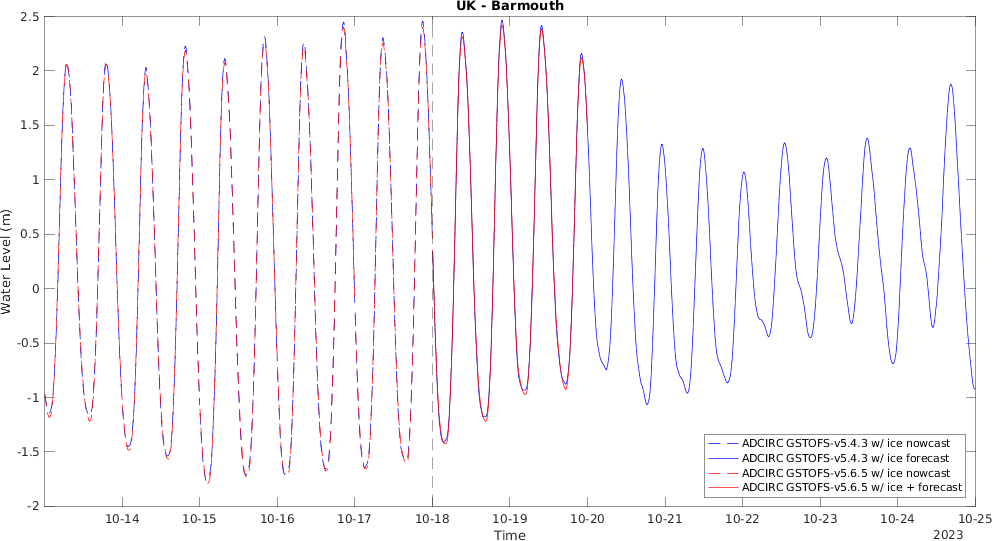 UK - Barmouth
2.5
2
1.5
1
0.5
0
-0.5
-1
-1.5
-2
Water Level (m)
10-14 10-15 10-16 10-17 10-18 10-19 10-20 10-21 10-22 10-23 10-24 10-25
Time
2023
ADCIRC GSTOFS-v5.4.3 w/ ice nowcast
ADCIRC GSTOFS-v5.4.3 w/ ice forecast
ADCIRC GSTOFS-v5.6.5 w/ ice nowcast
ADCIRC GSTOFS-v5.6.5 w/ ice + forecast